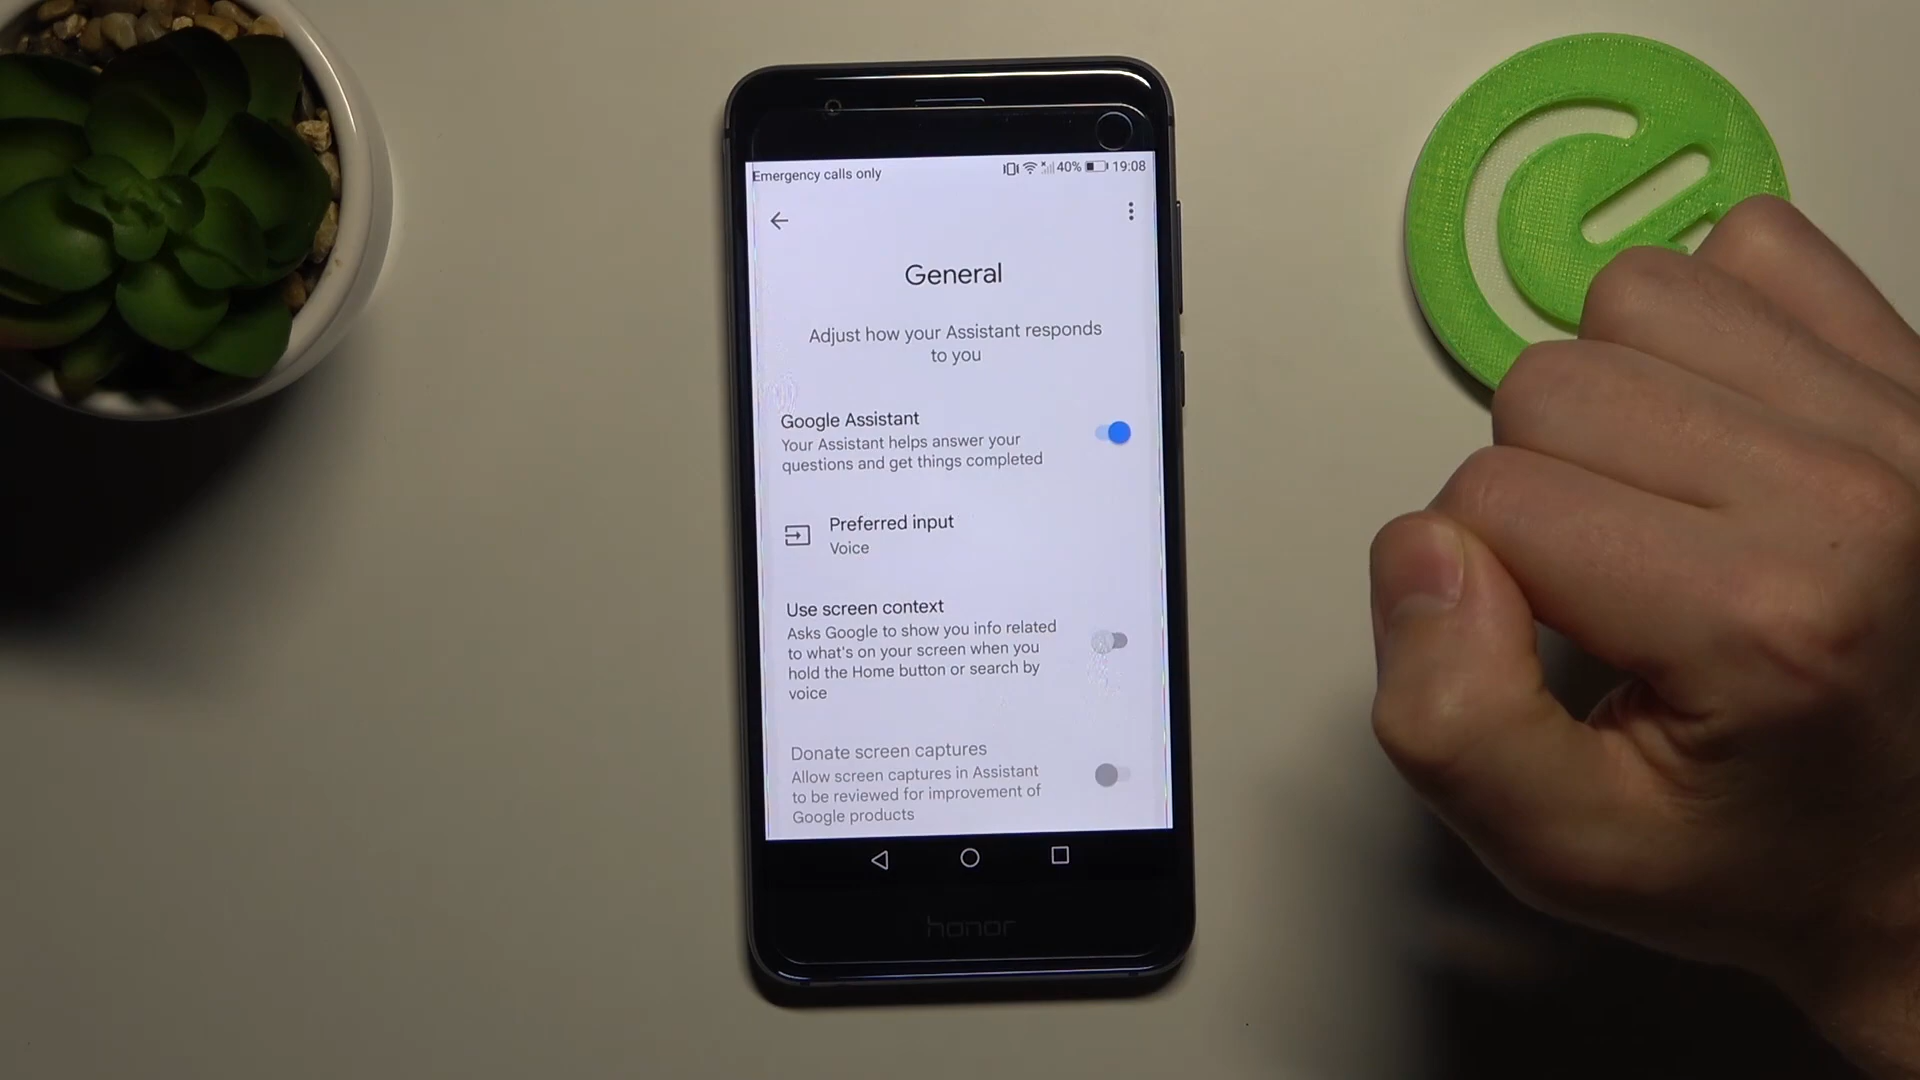 Emergency calls only
40% 19:08
General
Adjust how your Assistant responds
to you
Google Assistant
Your Assistant helps answer your
questions and get things completed
Preferred input
Voice
Use screen context
Asks Google to show you info related
to what's on your screen when you
hold the Home button or search by
voice
Donate screen captures
Allow screen captures in Assistant
to be reviewed for improvement of
Google products
honor